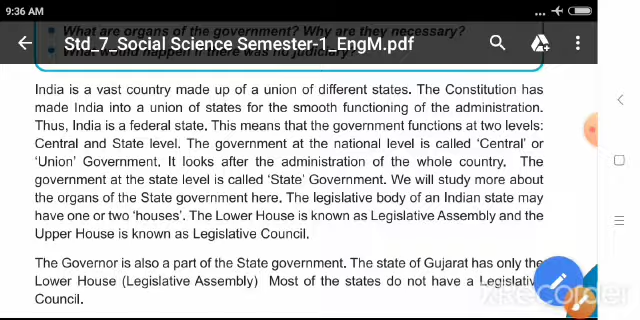 9:36 AM
What are organs of the government? Why are they necessary?
Std_7_Social Science Semester-1_EngM.pdf
What would happen if there was no judiciary?
India is a vast country made up of a union of different states. The Constitution has
made India into a union of states for the smooth functioning of the administration.
Thus, India is a federal state. This means that the government functions at two levels:
Central and State level. The government at the national level is called ‘Central’ or
‘Union’ Government. It looks after the administration of the whole country. The
government at the state level is called ‘State’ Government. We will study more about
the organs of the State government here. The legislative body of an Indian state may
have one or two ‘houses’. The Lower House is known as Legislative Assembly and the
Upper House is known as Legislative Council.
The Governor is also a part of the State government. The state of Gujarat has only the
Lower House (Legislative Assembly) Most of the states do not have a Legislative
Council.